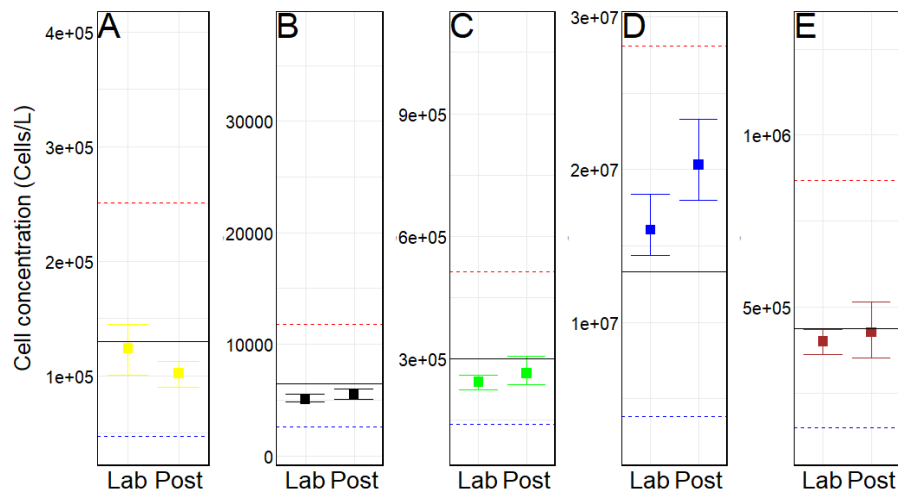 A
B
C
D
E
Cell concentration (Cells/L)
4e+05
3e+05
2e+05
1e+05
30000
20000
10000
0
9e+05
6e+05
3e+05
3e+07
2e+07
1e+07
1e+06
5e+05
Lab Post
Lab Post
Lab Post
Lab Post
Lab Post